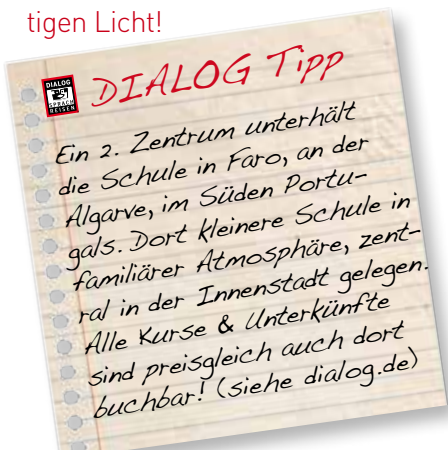 tigen Licht!
DIALOG
SPRACH
REISEN
DIALOG Tipp
Ein 2. Zentrum unterhält
die Schule in Faro, an der
Algarve, im Süden Portu-
gals. Dort kleinere Schule in
familiärer Atmosphäre, zent-
ral in der Innenstadt gelegen.
Alle Kurse & Unterkünfte
sind preisgleich auch dort
buchbar! (siehe dialog.de)